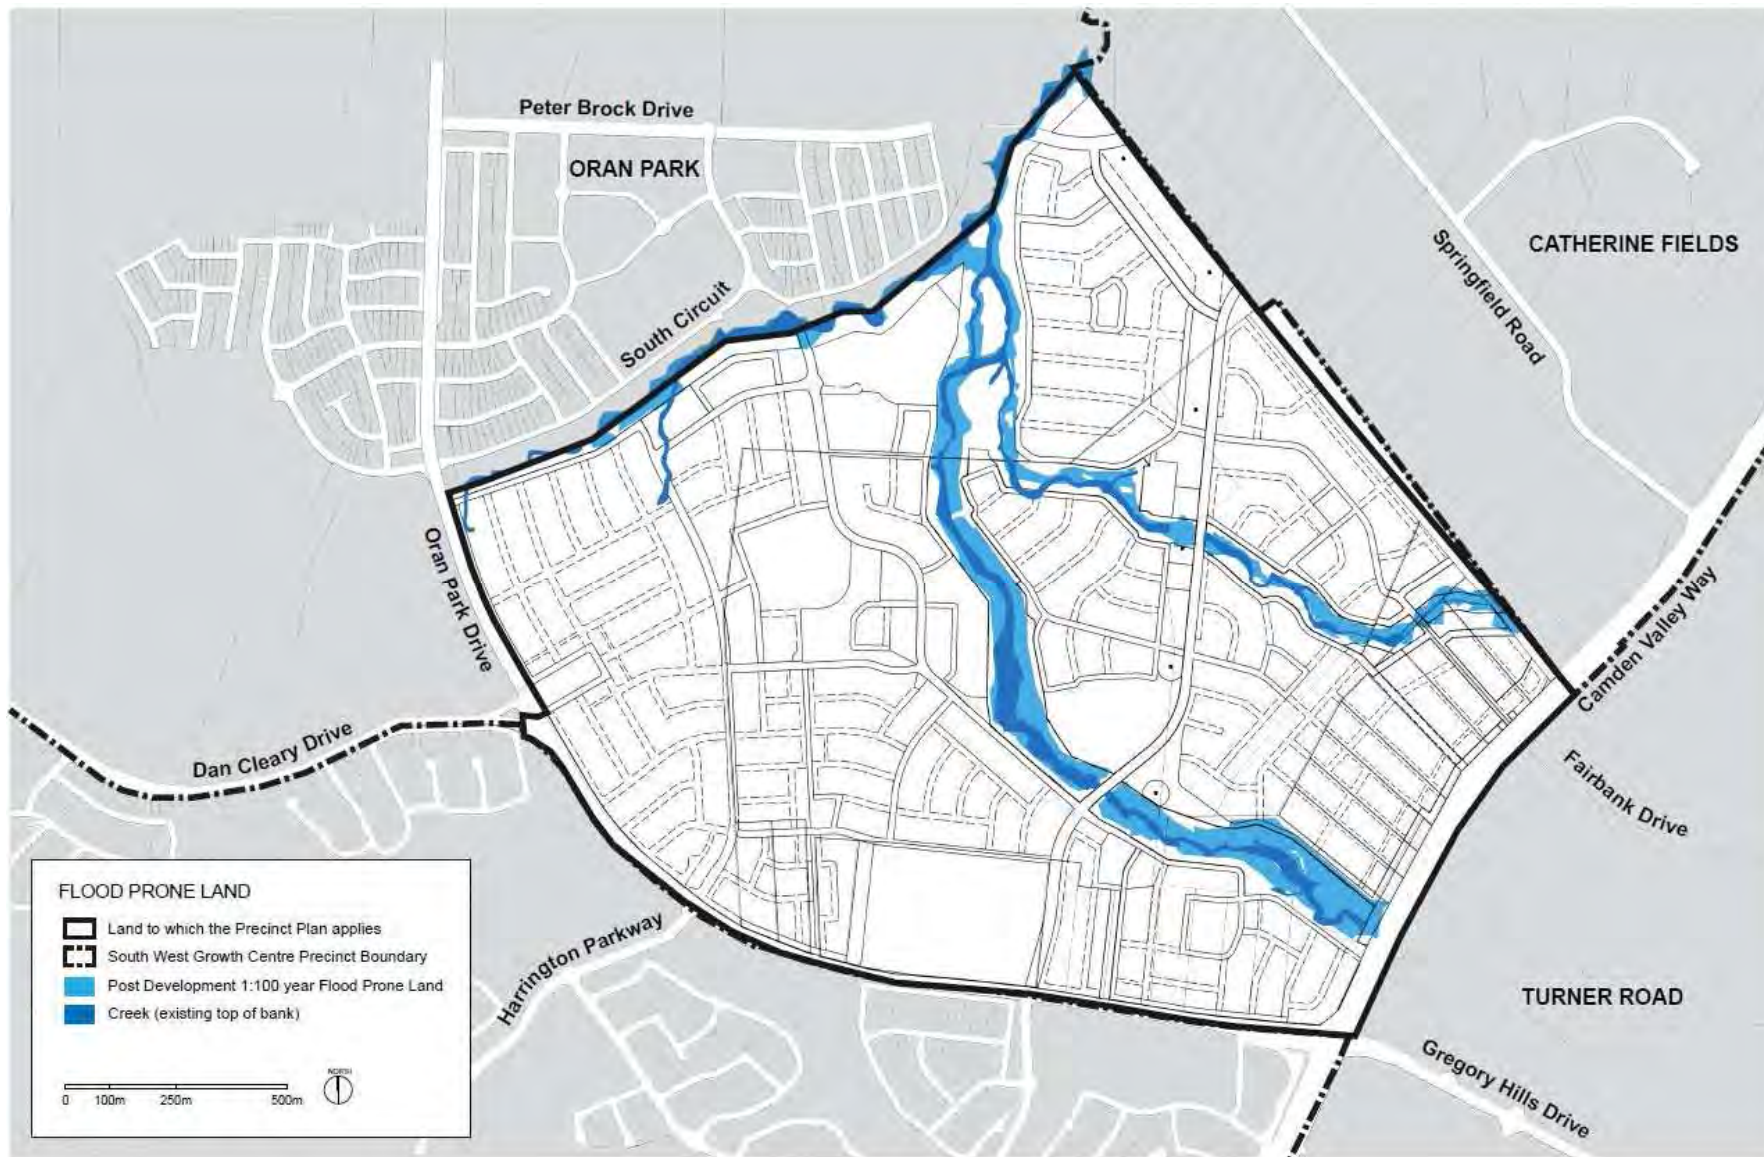 Peter Brock Drive
ORAN PARK
CATHERINE FIELDS
Springfield Road
South Circuit
Oran Park Drive
Camden Valley Way
Dan Cleary Drive
Fairbank Drive
Harrington Parkway
TURNER ROAD
Gregory Hills Drive
FLOOD PRONE LAND
Land to which the Precinct Plan applies
South West Growth Centre Precinct Boundary
Post Development 1:100 year Flood Prone Land
Creek (existing top of bank)
NORTH
0 100m 250m 500m